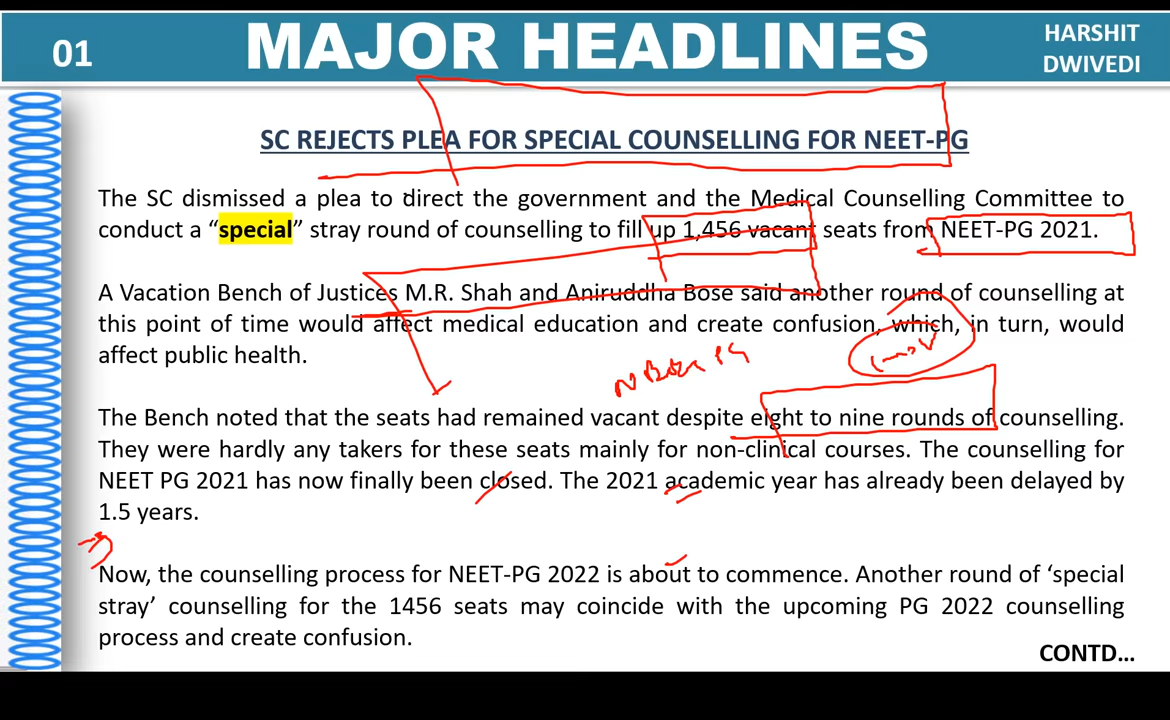 01
MAJOR HEADLINES
HARSHIT
DWIVEDI
SC REJECTS PLEA FOR SPECIAL COUNSELLING FOR NEET-PG
The SC dismissed a plea to direct the government and the Medical Counselling Committee to
conduct a “special” stray round of counselling to fill up 1,456 vacant seats from NEET-PG 2021.
A Vacation Bench of Justices M.R. Shah and Aniruddha Bose said another round of counselling at
this point of time would affect medical education and create confusion, which, in turn, would
affect public health.
The Bench noted that the seats had remained vacant despite eight to nine rounds of counselling.
They were hardly any takers for these seats mainly for non-clinical courses. The counselling for
NEET PG 2021 has now finally been closed. The 2021 academic year has already been delayed by
1.5 years.
Now, the counselling process for NEET-PG 2022 is about to commence. Another round of ‘special
stray’ counselling for the 1456 seats may coincide with the upcoming PG 2022 counselling
process and create confusion.
CONTD...